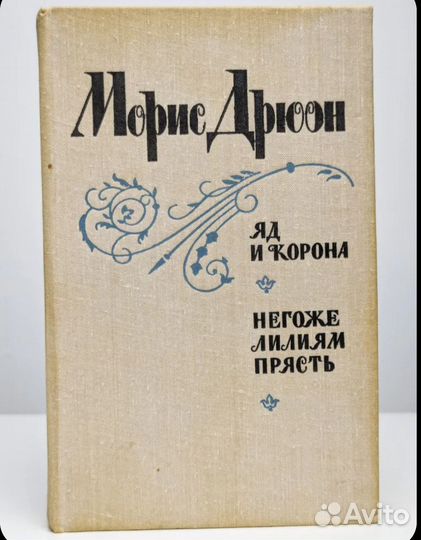 Морис Дрюон
ЯД
И КОРОНА
НЕГОЖЕ
ЛИЛИЯМ
ПРЯСТЬ
Avito